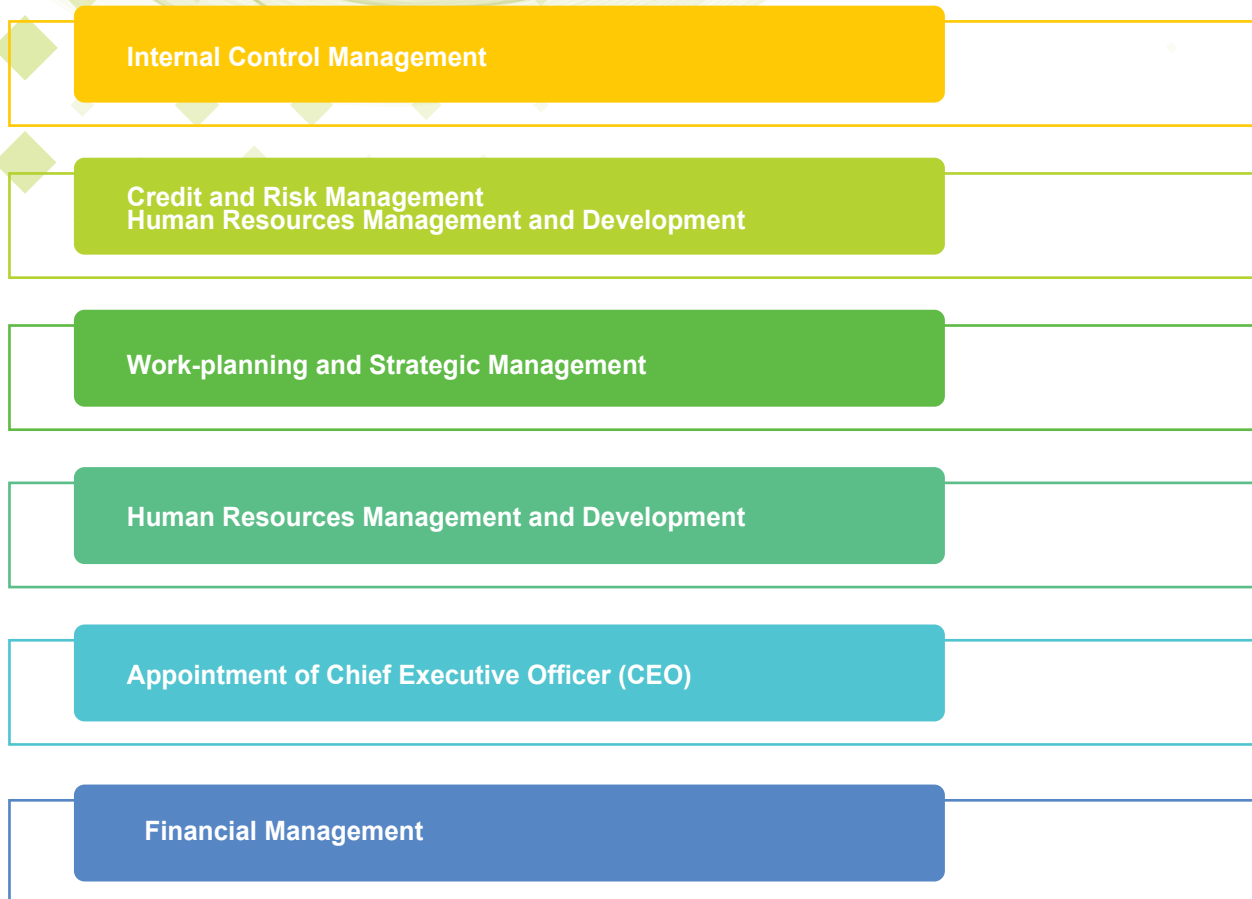 Internal Control Management
Credit and Risk Management
Human Resources Management and Development
Work-planning and Strategic Management
Human Resources Management and Development
Appointment of Chief Executive Officer (CEO)
Financial Management